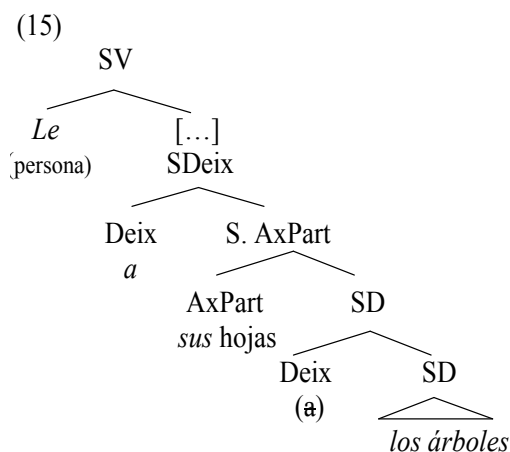 (15)
SV
Le […]
(persona) SDeix
Deix S. AxPart
a
AxPart SD
sus hojas
Deix SD
(a)
los árboles